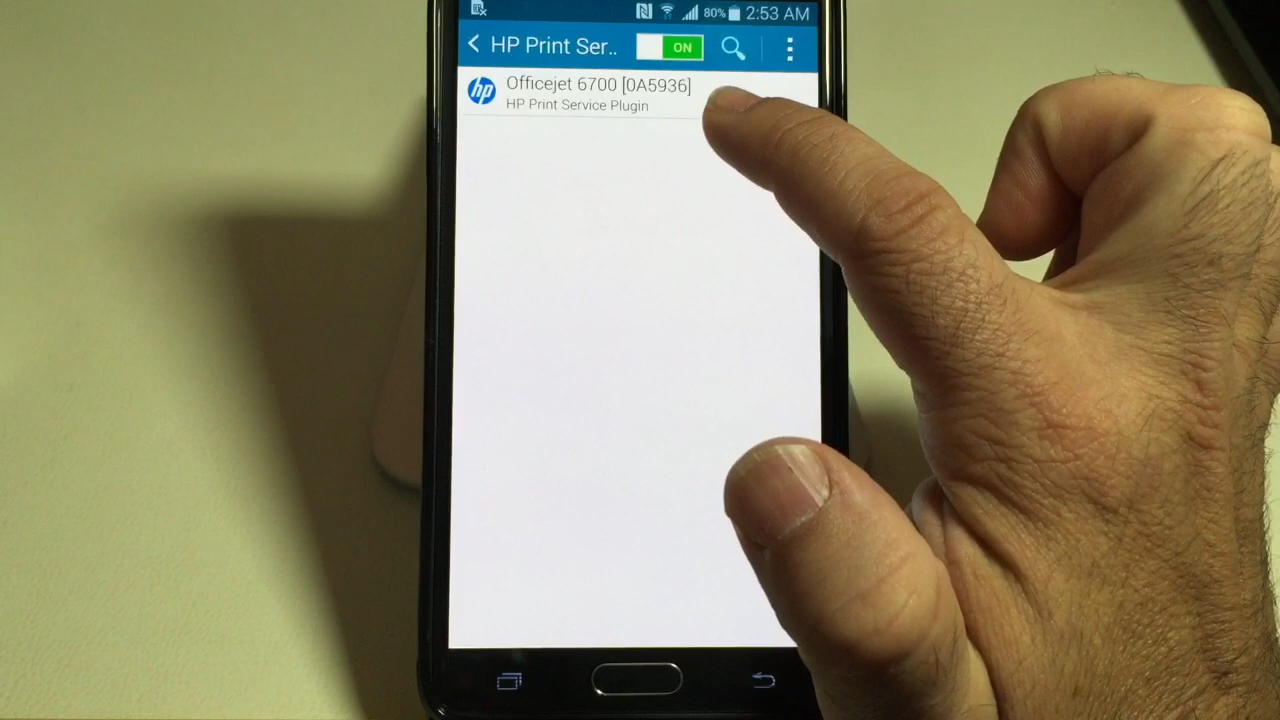 80% 2:53 AM
HP Print Ser.. ON
hp Officejet 6700 [0A5936]
HP Print Service Plugin